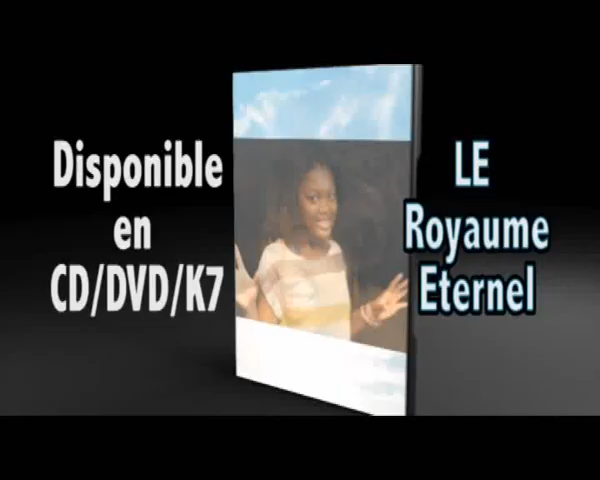 Disponible
en
CD/DVD/K7
LE
Royaume
Eternel